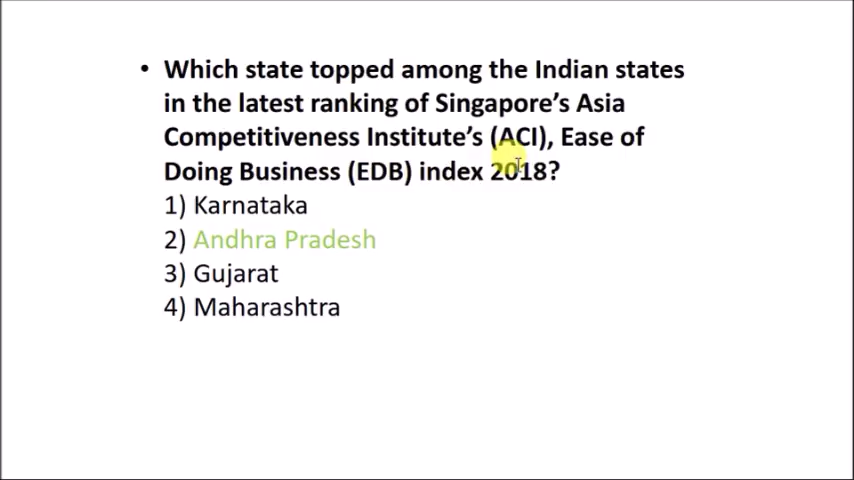 • Which state topped among the Indian states
in the latest ranking of Singapore’s Asia
Competitiveness Institute’s (ACI), Ease of
Doing Business (EDB) index 2018?
1) Karnataka
2) Andhra Pradesh
3) Gujarat
4) Maharashtra